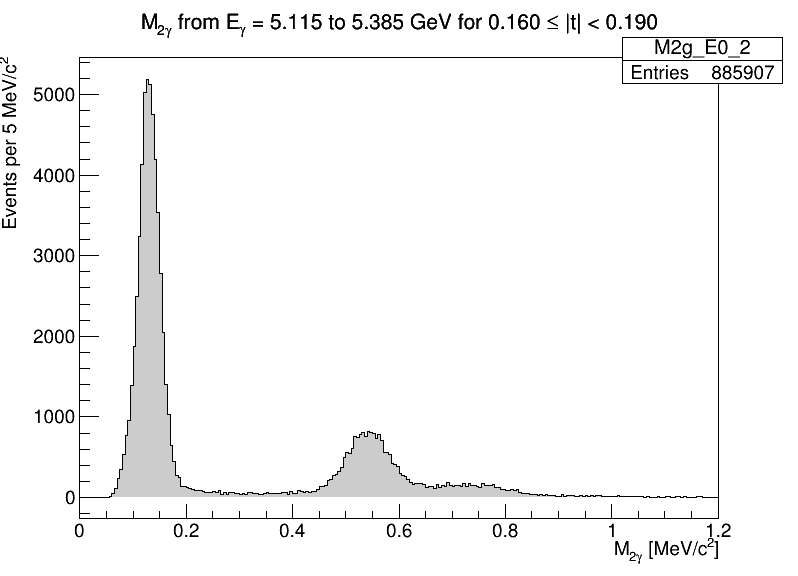 M2γ from Eγ = 5.115 to 5.385 GeV for 0.160 ≤ |t| < 0.190
M2g_E0_2
Entries 885907
Events per 5 MeV/c²
5000
4000
3000
2000
1000
0
0 0.2 0.4 0.6 0.8 1 1.2
M2γ [MeV/c²]